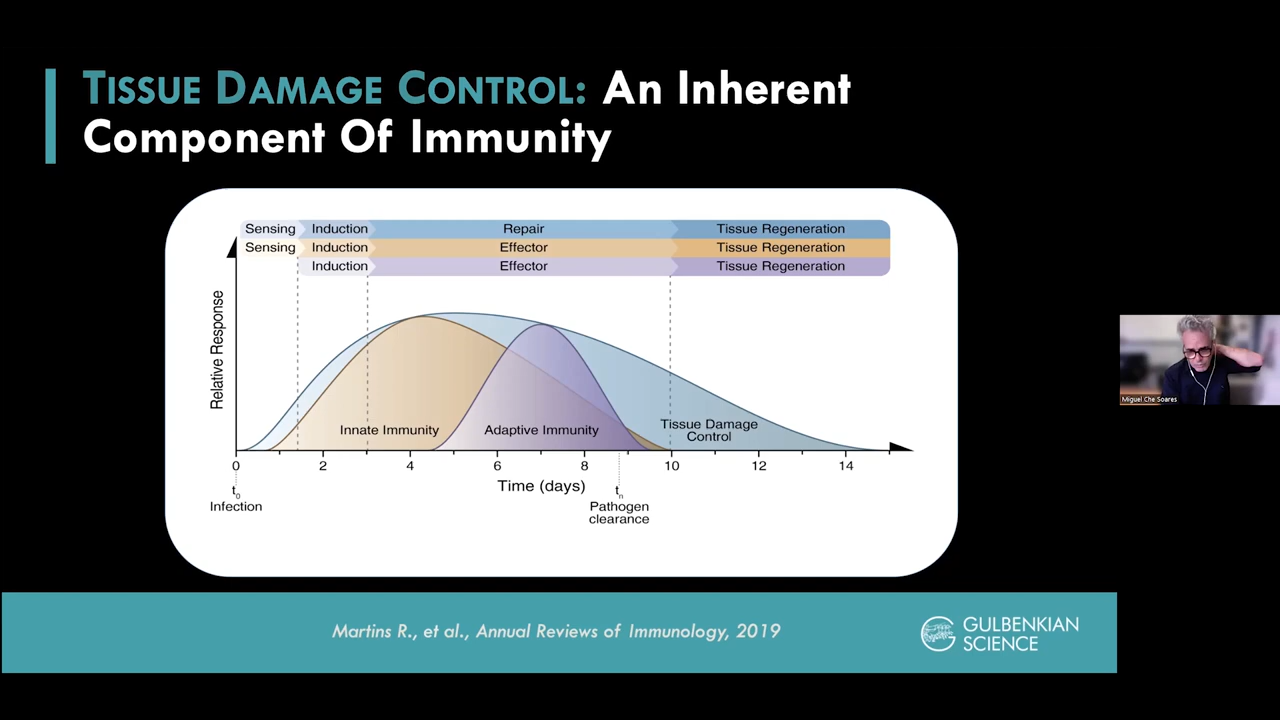 TISSUE DAMAGE CONTROL: An Inherent
Component Of Immunity
Sensing Induction Repair Tissue Regeneration
Sensing Induction Effector Tissue Regeneration
Induction Effector Tissue Regeneration
Relative Response
Innate Immunity
Adaptive Immunity
Tissue Damage
Control
0 2 4 6 8 10 12 14
Time (days)
t0
Infection
tn
Pathogen
clearance
Miguel Che Soares
Martins R., et al., Annual Reviews of Immunology, 2019
GULBENKIAN
SCIENCE